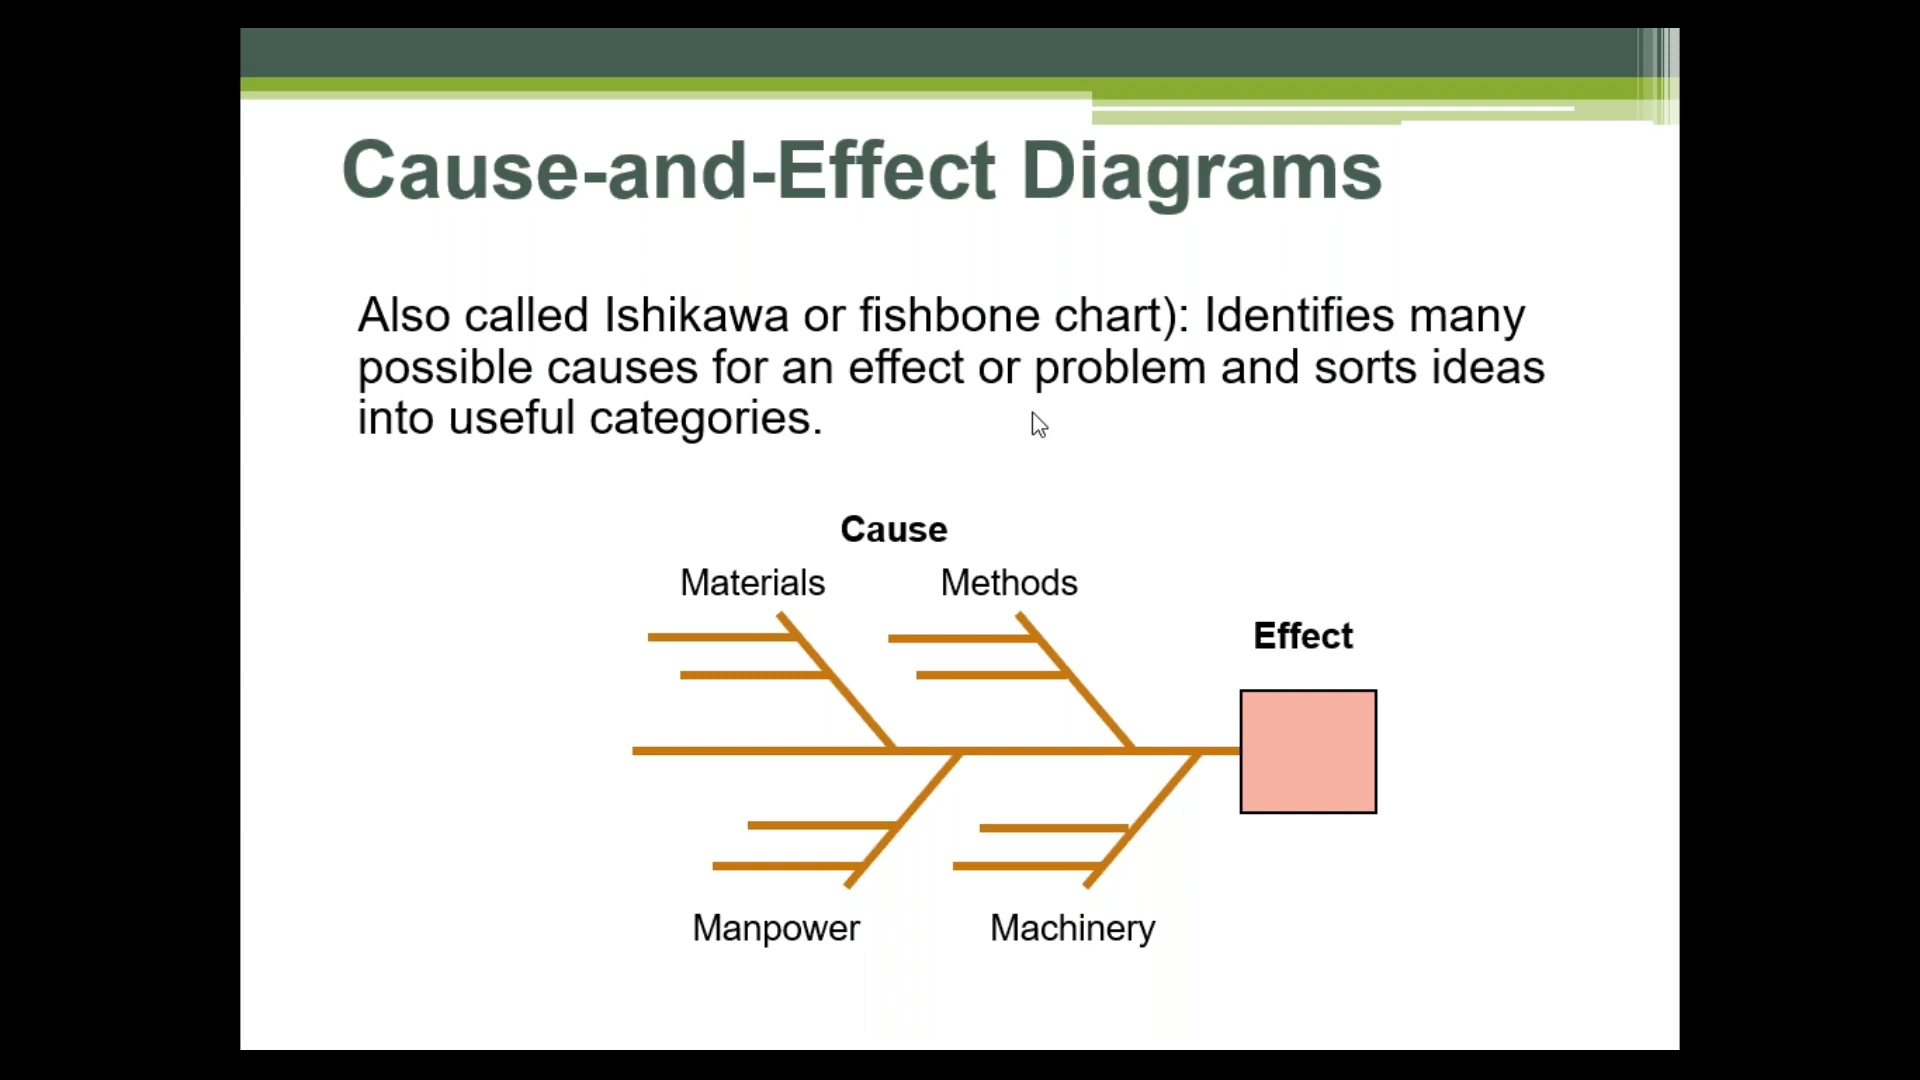 Cause-and-Effect Diagrams
Also called Ishikawa or fishbone chart): Identifies many
possible causes for an effect or problem and sorts ideas
into useful categories.
Cause
Materials Methods
Effect
Manpower Machinery